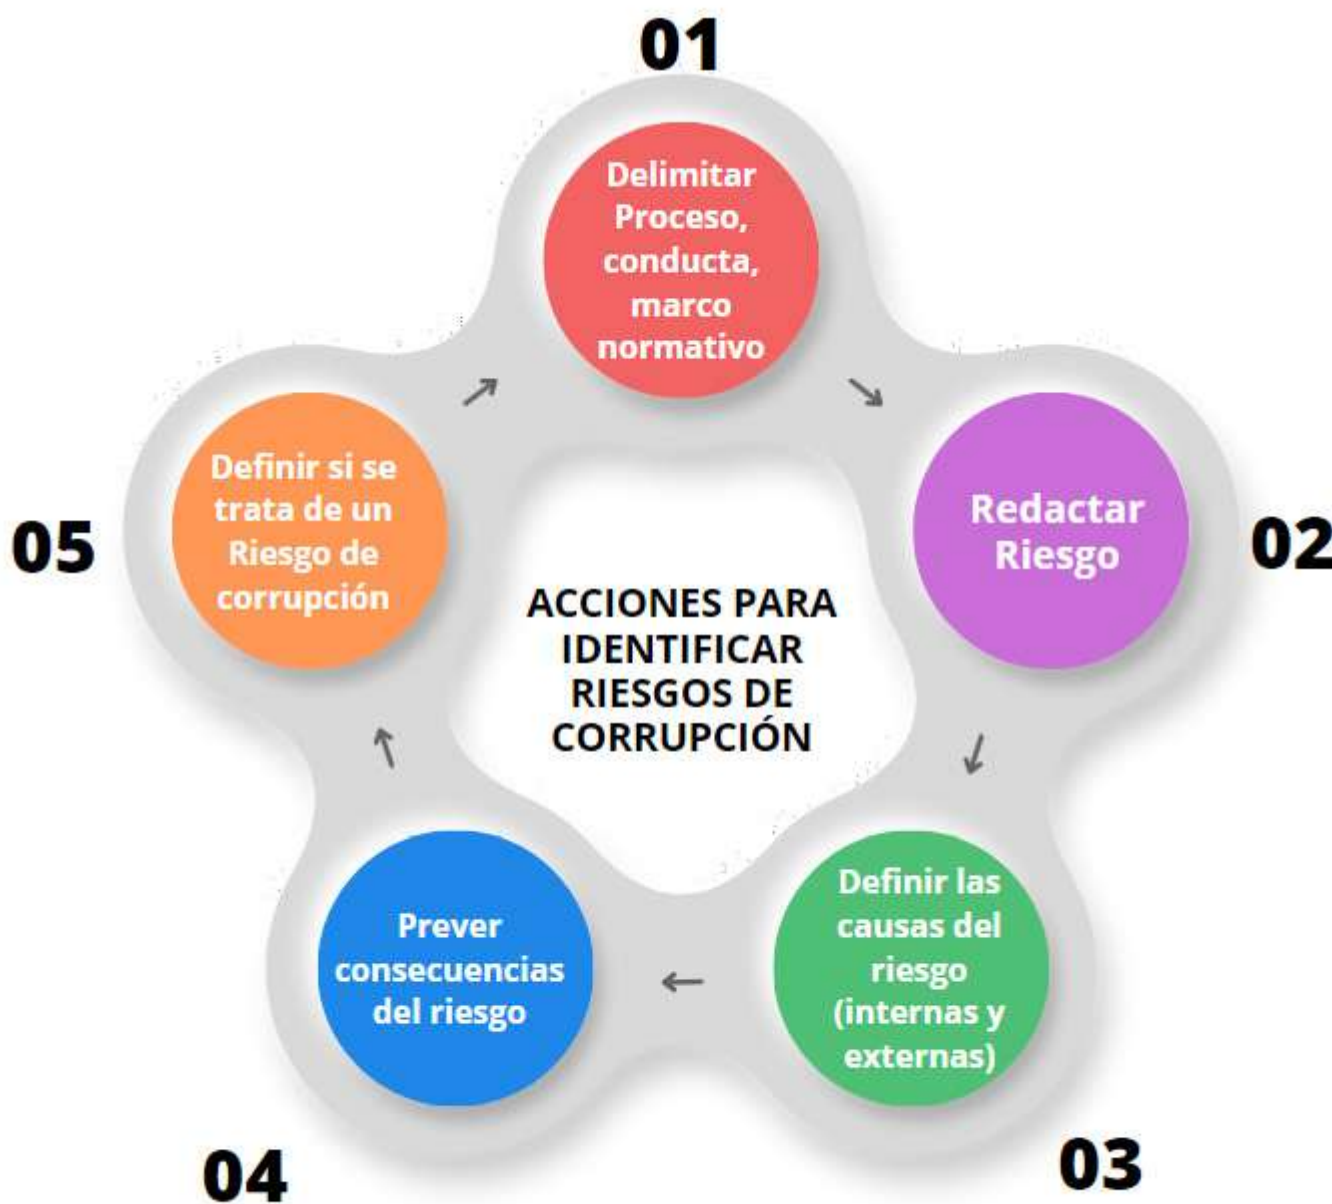 01
Delimitar
Proceso,
conducta,
marco
normativo
Redactar
Riesgo
02
Definir las
causas del
riesgo
(internas y
externas)
03
Prever
consecuencias
del riesgo
04
Definir si se
trata de un
Riesgo de
corrupción
05
ACCIONES PARA
IDENTIFICAR
RIESGOS DE
CORRUPCIÓN